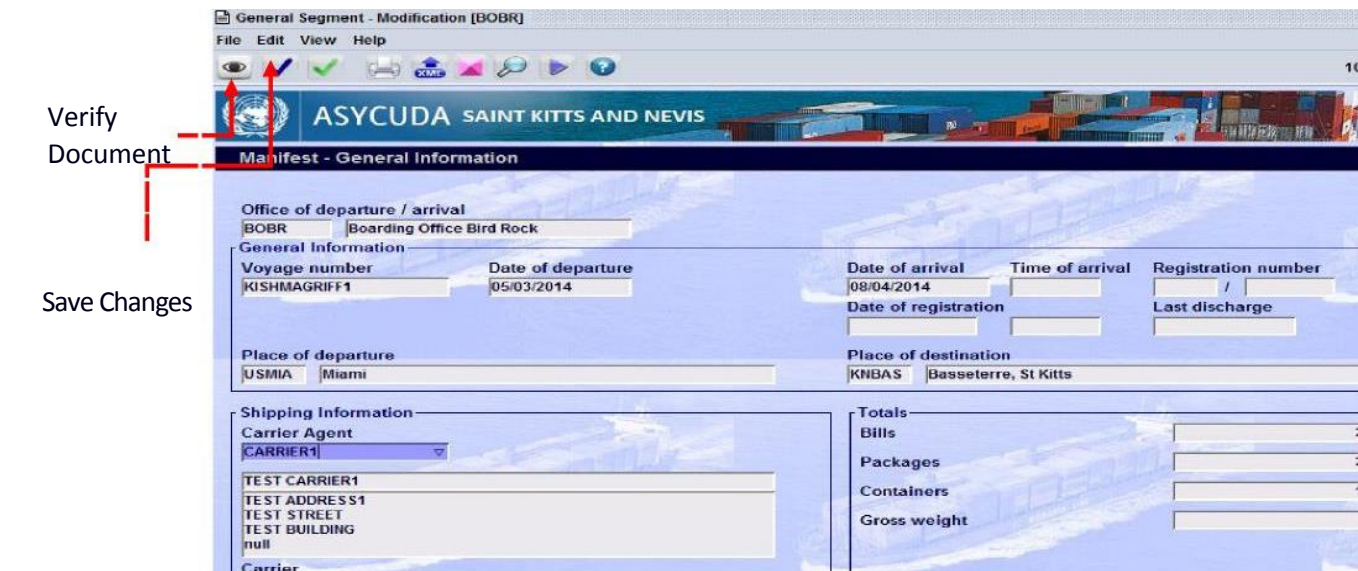 General Segment - Modification [BOBR]
File Edit View Help
XML
Verify
Document
Save Changes
ASYCUDA SAINT KITTS AND NEVIS
Manifest - General Information
Office of departure / arrival
BOBR Boarding Office Bird Rock
General Information
Voyage number Date of departure Date of arrival Time of arrival Registration number
KISHMAGRIFF1 05/03/2014 08/04/2014 /
Date of registration Last discharge
Place of departure Place of destination
USMIA Miami KNBAS Basseterre, St Kitts
Shipping Information Totals
Carrier Agent Bills
CARRIER1
Packages
TEST CARRIER1
Containers
TEST ADDRESS1
TEST STREET
Gross weight
TEST BUILDING
null
Carrier